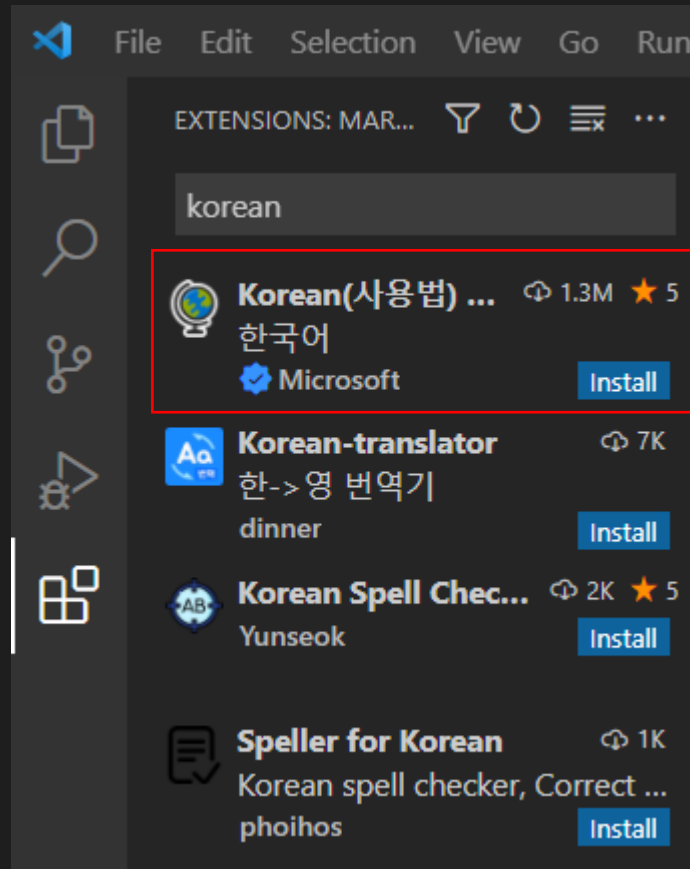 File Edit Selection View Go Run
EXTENSIONS: MAR...
korean
Korean(사용법) ... 1.3M 5
한국어
Microsoft Install
Korean-translator 7K
한->영 번역기
dinner Install
Korean Spell Chec... 2K 5
Yunseok Install
Speller for Korean 1K
Korean spell checker, Correct ...
phoihos Install